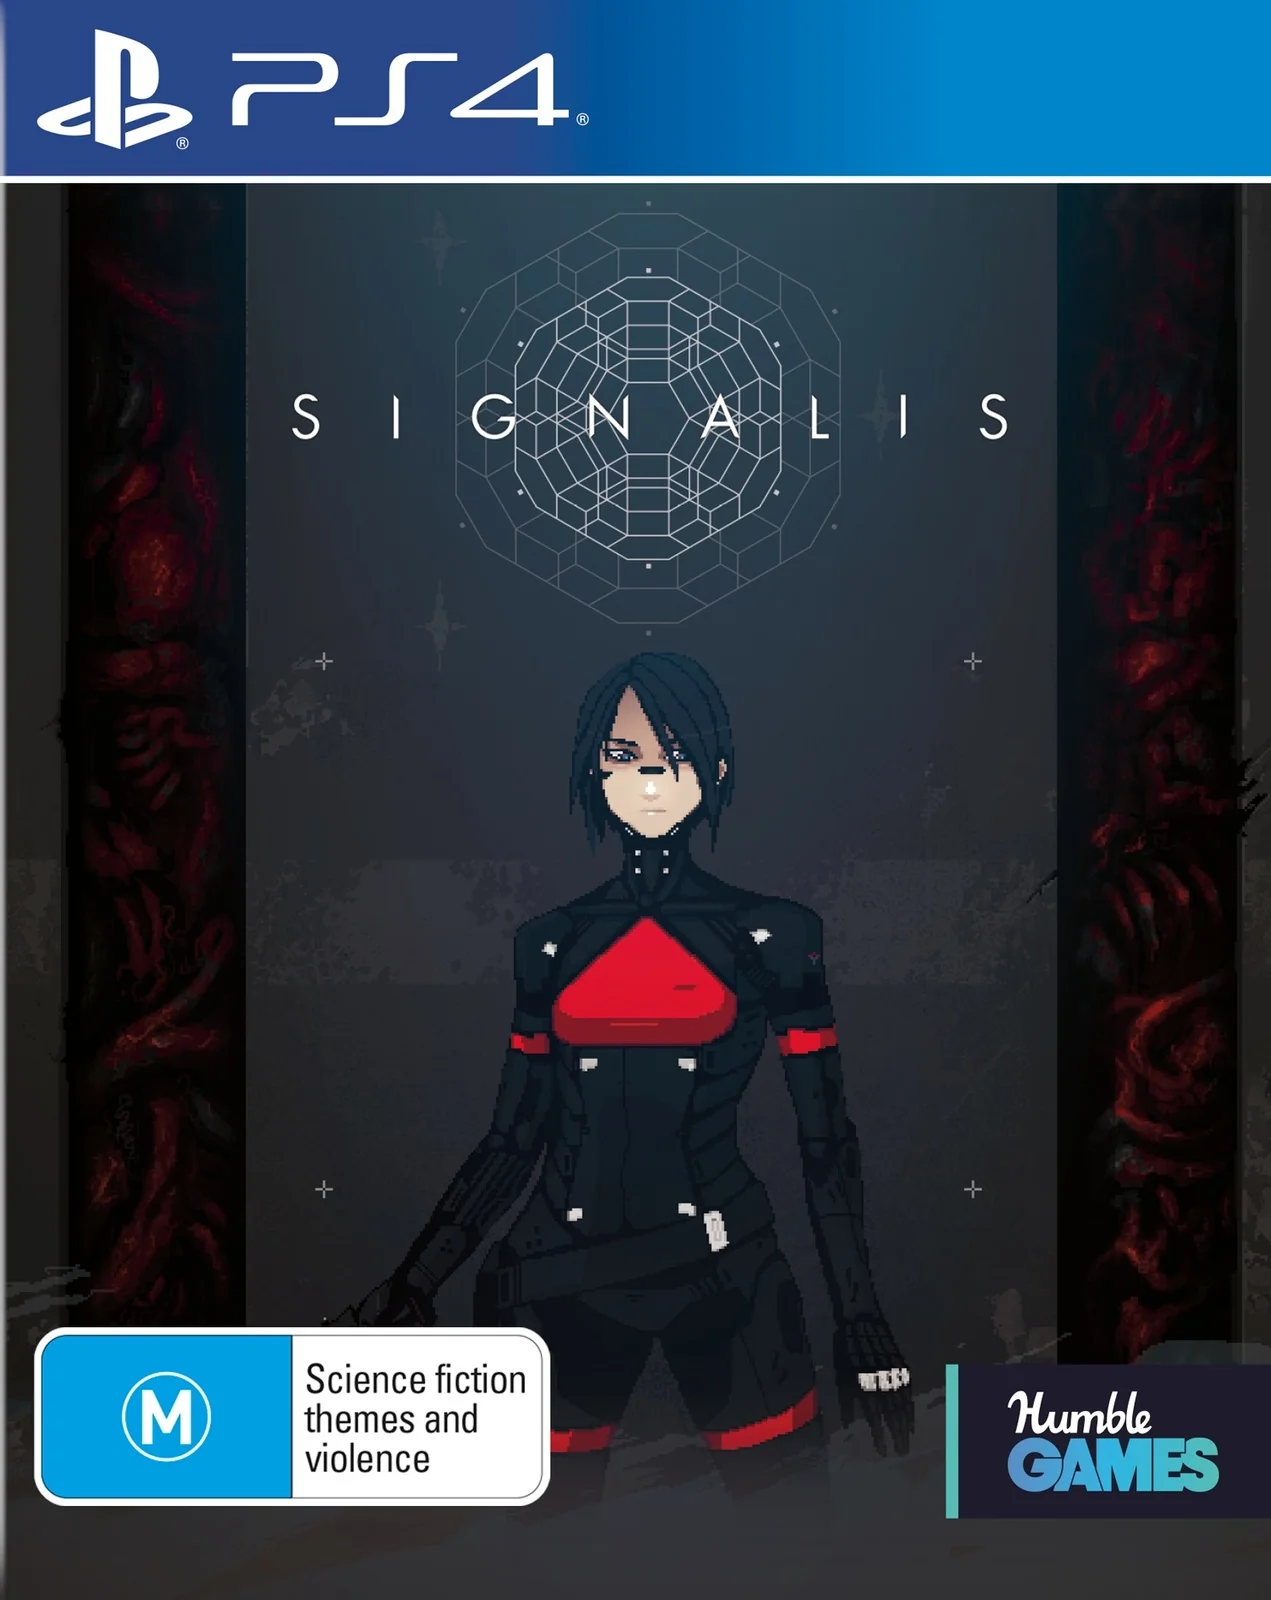 PS4®
®
SIGNALIS
M
Science fiction
themes and
violence
Humble
GAMES